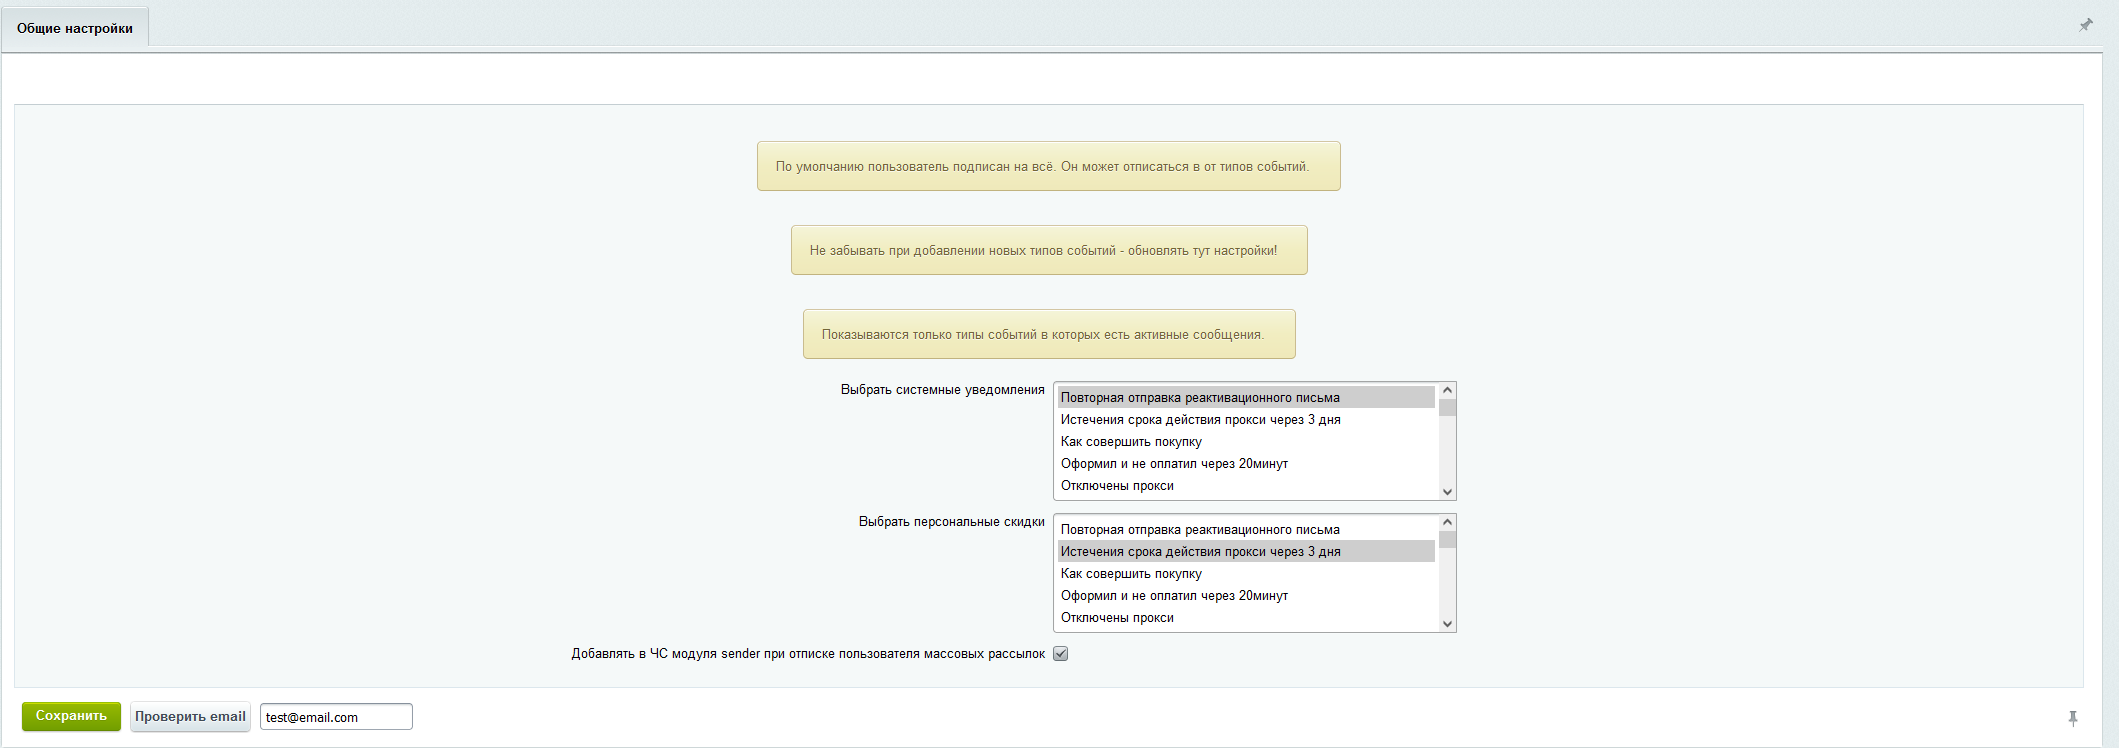 Общие настройки
По умолчанию пользователь подписан на всё. Он может отписаться в от типов событий.
Не забывать при добавлении новых типов событий - обновлять тут настройки!
Показываются только типы событий в которых есть активные сообщения.
Выбрать системные уведомления
Повторная отправка реактивационного письма
Истечения срока действия прокси через 3 дня
Как совершить покупку
Оформил и не оплатил через 20минут
Отключены прокси
Выбрать персональные скидки
Повторная отправка реактивационного письма
Истечения срока действия прокси через 3 дня
Как совершить покупку
Оформил и не оплатил через 20минут
Отключены прокси
Добавлять в ЧС модуля sender при отписке пользователя массовых рассылок
Сохранить Проверить email test@email.com